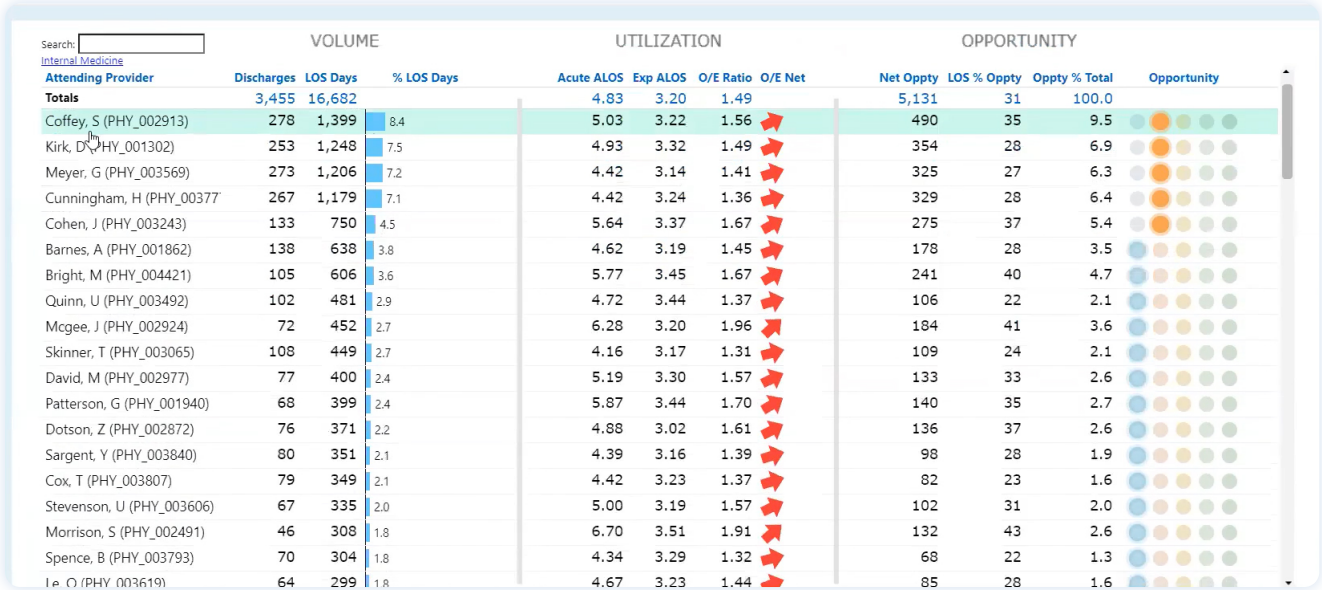 VOLUME UTILIZATION OPPORTUNITY
Search:
Internal Medicine
Attending Provider Discharges LOS Days % LOS Days Acute ALOS Exp ALOS O/E Ratio O/E Net Net Oppty LOS % Oppty Oppty % Total Opportunity
Totals 3,455 16,682 4.83 3.20 1.49 5,131 31 100.0
Coffey, S (PHY_002913) 278 1,399 8.4 5.03 3.22 1.56 490 35 9.5
Kirk, D (PHY_001302) 253 1,248 7.5 4.93 3.32 1.49 354 28 6.9
Meyer, G (PHY_003569) 273 1,206 7.2 4.42 3.14 1.41 325 27 6.3
Cunningham, H (PHY_00377 267 1,179 7.1 4.42 3.24 1.36 329 28 6.4
Cohen, J (PHY_003243) 133 750 4.5 5.64 3.37 1.67 275 37 5.4
Barnes, A (PHY_001862) 138 638 3.8 4.62 3.19 1.45 178 28 3.5
Bright, M (PHY_004421) 105 606 3.6 5.77 3.45 1.67 241 40 4.7
Quinn, U (PHY_003492) 102 481 2.9 4.72 3.44 1.37 106 22 2.1
Mcgee, J (PHY_002924) 72 452 2.7 6.28 3.20 1.96 184 41 3.6
Skinner, T (PHY_003065) 108 449 2.7 4.16 3.17 1.31 109 24 2.1
David, M (PHY_002977) 77 400 2.4 5.19 3.30 1.57 133 33 2.6
Patterson, G (PHY_001940) 68 399 2.4 5.87 3.44 1.70 140 35 2.7
Dotson, Z (PHY_002872) 76 371 2.2 4.88 3.02 1.61 136 37 2.6
Sargent, Y (PHY_003840) 80 351 2.1 4.39 3.16 1.39 98 28 1.9
Cox, T (PHY_003807) 79 349 2.1 4.42 3.23 1.37 82 23 1.6
Stevenson, U (PHY_003606) 67 335 2.0 5.00 3.19 1.57 102 31 2.0
Morrison, S (PHY_002491) 46 308 1.8 6.70 3.51 1.91 132 43 2.6
Spence, B (PHY_003793) 70 304 1.8 4.34 3.29 1.32 68 22 1.3
Le, O (PHY_003619) 64 299 1.8 4.67 3.23 1.44 85 28 1.6